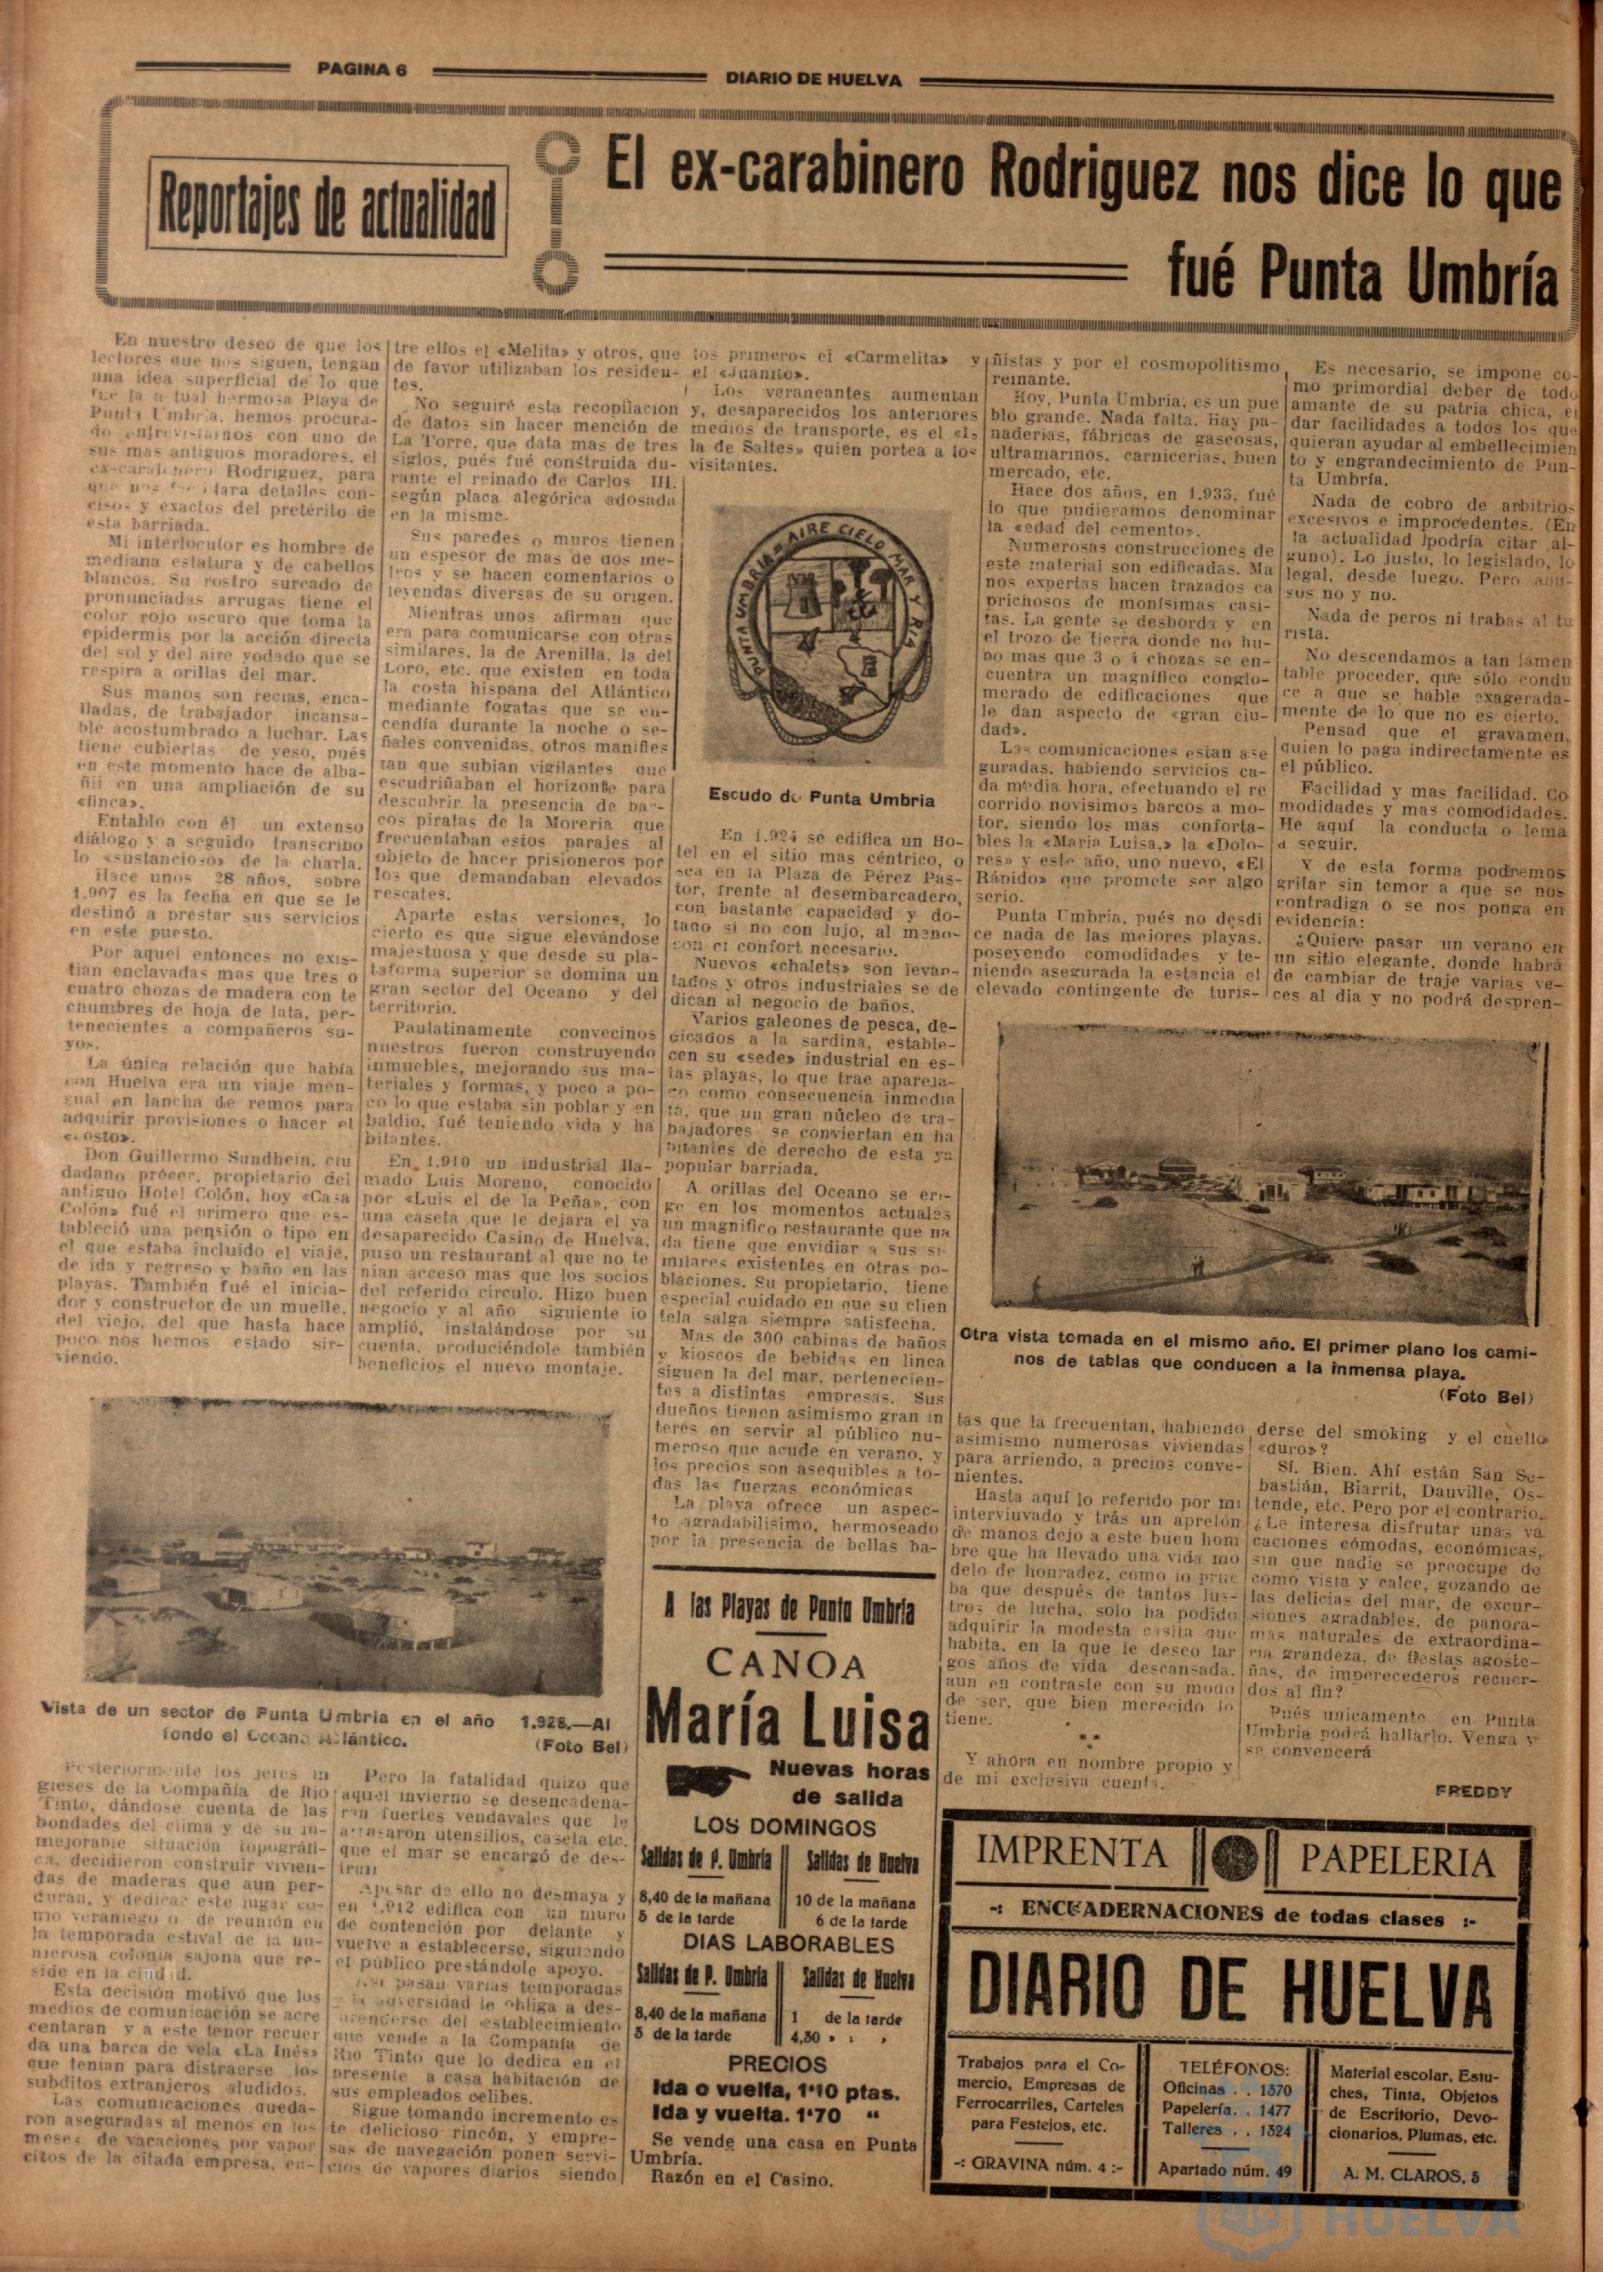 PAGINA 6
DIARIO DE HUELVA
Reportajes de actualidad
El ex-carabinero Rodriguez nos dice lo que
fué Punta Umbría
En nuestro deseo de que los
lectores que nos siguen, tengan
una idea superficial de lo que
fué la a tual hermosa Playa de
Punta Umbría, hemos procura-
do entrevistarnos con uno de
sus mas antiguos moradores, el
ex-carabinero Rodriguez, para
que nos detalles con-
cisos y exactos del pretérito de
esta barriada.
Mi interlocutor es hombre de
mediana estatura y de cabellos
blancos. Su rostro surcado de
pronunciadas arrugas tiene el
color rojo oscuro que toma la
epidermis por la acción directa
del sol y del aire yodado que se
respira a orillas del mar.
Sus manos son recias, enca-
lladas, de trabajador incansa-
ble acostumbrado a luchar. Las
tiene cubiertas de yeso, pués
en este momento hace de alba-
ñil en una ampliación de su
«finca».
Entablo con él un extenso
diálogo y a seguido transcribo
lo «sustancioso» de la charla.
Hace unos 28 años, sobre
1.907 es la fecha en que se le
destinó a prestar sus servicios
en este puesto.
Por aquel entonces no exis-
tian enclavadas mas que tres o
cuatro chozas de madera con te
chumbres de hoja de lata, per-
tenecientes a compañeros su-
yos.
La única relación que había
con Huelva era un viaje men-
sual en lancha de remos para
adquirir provisiones o hacer el
«costo».
Don Guillermo Sundhein, ciu
dadano prócer, propietario del
antiguo Hotel Colón, hoy «Casa
Colón» fué el primero que es-
tableció una pensión o tipo en
el que estaba incluido el viaje,
de ida y regreso y baño en las
playas. También fué el inicia-
dor y constructor de un muelle,
del viejo, del que hasta hace
poco nos hemos estado sir-
viendo.
Vista de un sector de Punta Umbria en el año 1.928.—Al
fondo el Oceano Atlántico.
(Foto Bel)
Posteriormente los jefes in
gleses de la Compañía de Rio
Tinto, dándose cuenta de las
bondades del clima y de su in-
mejorable situación topográfi-
ca, decidieron construir vivien-
das de maderas que aun per-
duran, y dedicar este lugar co-
mo veraniego o de reunión en
la temporada estival de la nu-
merosa colonia sajona que re-
side en la ciudad.
Esta decisión motivó que los
medios de comunicación se acre
centaran y a este tenor recuer
da una barca de vela «La Inés»
que tenian para distraerse los
subditos extranjeros aludidos.
Las comunicaciones queda-
ron aseguradas al menos en los
meses de vacaciones por vapor
citos de la citada empresa, en-
tre ellos el «Melita» y otros, que
de favor utilizaban los residen-
tes.
No seguiré esta recopilacion
de datos sin hacer mención de
La Torre, que data mas de tres
siglos, pués fué construida du-
rante el reinado de Carlos III,
según placa alegórica adosada
en la misma.
Sus paredes o muros tienen
un espesor de mas de dos me-
tros y se hacen comentarios o
leyendas diversas de su origen.
Mientras unos afirman que
era para comunicarse con otras
similares, la de Arenilla, la del
Loro, etc. que existen en toda
la costa hispana del Atlántico
mediante fogatas que se en-
cendía durante la noche o se-
ñales convenidas, otros manifies
tan que subian vigilantes que
escudriñaban el horizonte para
descubrir la presencia de bar-
cos piratas de la Moreria que
frecuentaban estos parajes al
objeto de hacer prisioneros por
los que demandaban elevados
rescates.
Aparte estas versiones, lo
cierto es que sigue elevándose
majestuosa y que desde su pla-
taforma superior se domina un
gran sector del Oceano y del
territorio.
Paulatinamente convecinos
nuestros fueron construyendo
inmuebles, mejorando sus ma-
teriales y formas, y poco a po-
co lo que estaba sin poblar y en
baldio, fué teniendo vida y ha
bitantes.
En 1.910 un industrial lla-
mado Luis Moreno, conocido
por «Luis el de la Peña», con
una caseta que le dejara el ya
desaparecido Casino de Huelva,
puso un restaurant al que no te
nian acceso mas que los socios
del referido circulo. Hizo buen
negocio y al año siguiente lo
amplió, instalándose por su
cuenta, produciéndole también
beneficios el nuevo montaje.
Pero la fatalidad quizo que
aquel invierno se desencadena-
ran fuertes vendavales que le
arrasaron utensilios, caseta etc.
que el mar se encargó de des-
truir
Apesar de ello no desmaya y
en 1.912 edifica con un muro
de contención por delante y
vuelve a establecerse, siguiendo
el público prestándole apoyo.
Así pasan varias temporadas
y la adversidad le obliga a des-
prenderse del establecimiento
que vende a la Compañía de
Rio Tinto que lo dedica en el
presente a casa habitación de
sus empleados celibes.
Sigue tomando incremento es
te delicioso rincón, y empre-
sas de navegación ponen servi-
cios de vapores diarios siendo
los primeros el «Carmelita» y
el «Juanito».
Los veraneantes aumentan
y, desaparecidos los anteriores
medios de transporte, es el «Is
la de Saltes» quien portea a los
visitantes.
PUNTA UMBRIA = AIRE CIELO MAR Y RIA
Escudo de Punta Umbria
En 1.924 se edifica un Ho-
tel en el sitio mas céntrico, o
sea en la Plaza de Pérez Pas-
tor, frente al desembarcadero,
con bastante capacidad y do-
tado si no con lujo, al menos
con el confort necesario.
Nuevos «chalets» son levan-
tados y otros industriales se de
dican al negocio de baños.
Varios galeones de pesca, de-
dicados a la sardina, estable-
cen su «sede» industrial en es-
tas playas, lo que trae apareja-
do como consecuencia inmedia
ta, que un gran núcleo de tra-
bajadores se conviertan en ha
bitantes de derecho de esta ya
popular barriada.
A orillas del Oceano se eri-
ge en los momentos actuales
un magnifico restaurante que na
da tiene que envidiar a sus si-
milares existentes en otras po-
blaciones. Su propietario, tiene
especial cuidado en que su clien
tela salga siempre satisfecha.
Mas de 300 cabinas de baños
y kioscos de bebidas en linea
siguen la del mar, pertenecien-
tes a distintas empresas. Sus
dueños tienen asimismo gran in
terés en servir al público nu-
meroso que acude en verano, y
los precios son asequibles a to-
das las fuerzas económicas
La playa ofrece un aspec-
to agradabilisimo, hermoseado
por la presencia de bellas ba-
ñistas y por el cosmopolitismo
reinante.
Hoy, Punta Umbria, es un pue
blo grande. Nada falta. Hay pa-
naderías, fábricas de gaseosas,
ultramarinos, carnicerias, buen
mercado, etc.
Hace dos años, en 1.933, fué
lo que pudieramos denominar
la «edad del cemento».
Numerosas construcciones de
este material son edificadas. Ma
nos expertas hacen trazados ca
prichosos de monísimas casi-
tas. La gente se desborda y en
el trozo de tierra donde no hu-
bo mas que 3 o 4 chozas se en-
cuentra un magnífico conglo-
merado de edificaciones que
le dan aspecto de «gran ciu-
dad».
Las comunicaciones estan ase
guradas, habiendo servicios ca-
da media hora, efectuando el re
corrido novisimos barcos a mo-
tor, siendo los mas conforta-
bles la «Maria Luisa,» la «Dolo-
res» y este año, uno nuevo, «El
Rápido» que promete ser algo
serio.
Punta Umbria, pués no desdi
ce nada de las mejores playas,
poseyendo comodidades y te-
niendo asegurada la estancia el
elevado contingente de turis-
Es necesario, se impone co-
mo primordial deber de todo
amante de su patria chica, el
dar facilidades a todos los que
quieran ayudar al embellecimien
to y engrandecimiento de Pun-
ta Umbría.
Nada de cobro de arbitrios
excesivos e improcedentes. (En
la actualidad podría citar al-
guno). Lo justo, lo legislado, lo
legal, desde luego. Pero abu-
sos no y no.
Nada de peros ni trabas al tu
rista.
No descendamos a tan lamen
table proceder, que sólo condu
ce a que se hable exagerada-
mente de lo que no es cierto.
Pensad que el gravamen,
quien lo paga indirectamente es
el público.
Facilidad y mas facilidad. Co
modidades y mas comodidades.
He aquí la conducta o lema
a seguir.
Y de esta forma podremos
gritar sin temor a que se nos
contradiga o se nos ponga en
evidencia:
¿Quiere pasar un verano en
un sitio elegante, donde habrá
de cambiar de traje varias ve-
ces al dia y no podrá despren-
Otra vista tomada en el mismo año. El primer plano los cami-
nos de tablas que conducen a la inmensa playa.
(Foto Bel)
tas que la frecuentan, habiendo
asimismo numerosas viviendas
para arriendo, a precios conve-
nientes.
Hasta aquí lo referido por mi
interviuvado y trás un apretón
de manos dejo a este buen hom
bre que ha llevado una vida mo
delo de honradez, como lo prue
ba que después de tantos lus-
tros de lucha, solo ha podido
adquirir la modesta casita que
habita, en la que le deseo lar
gos años de vida descansada,
aun en contraste con su modo
de ser, que bien merecido lo
tiene.
Y ahora en nombre propio y
de mi exclusiva cuenta.
derse del smoking y el cuello
«duro»?
Sí. Bien. Ahí están San Se-
bastián, Biarrit, Dauville, Os-
tende, etc. Pero por el contrario,
¿Le interesa disfrutar unas va
caciones cómodas, económicas,
sin que nadie se preocupe de
como vista y calce, gozando de
las delicias del mar, de excur-
siones agradables, de panora-
mas naturales de extraordina-
ria grandeza, de fiestas agoste-
ñas, de imperecederos recuer-
dos al fin?
Pués unicamente en Punta
Umbria podrá hallarlo. Venga y
se convencerá
FREDDY
A las Playas de Punta Umbría
CANOA
María Luisa
Nuevas horas
de salida
LOS DOMINGOS
Salidas de P. Umbría Salidas de Huelva
8,40 de la mañana 10 de la mañana
5 de la tarde 6 de la tarde
DIAS LABORABLES
Salidas de P. Umbría Salidas de Huelva
8,40 de la mañana 1 de la tarde
5 de la tarde 4,30 » » »
PRECIOS
Ida o vuelta, 1'10 ptas.
Ida y vuelta. 1'70 "
Se vende una casa en Punta
Umbría.
Razón en el Casino.
IMPRENTA PAPELERIA
-: ENCUADERNACIONES de todas clases :-
DIARIO DE HUELVA
Trabajos para el Co-
mercio, Empresas de
Ferrocarriles, Carteles
para Festejos, etc.
-: GRAVINA núm. 4 :-
TELÉFONOS:
Oficinas . . 1370
Papelería. . 1477
Talleres . . 1324
Apartado núm. 49
Material escolar, Estu-
ches, Tinta, Objetos
de Escritorio, Devo-
cionarios, Plumas, etc.
A. M. CLAROS, 5
HUELVA